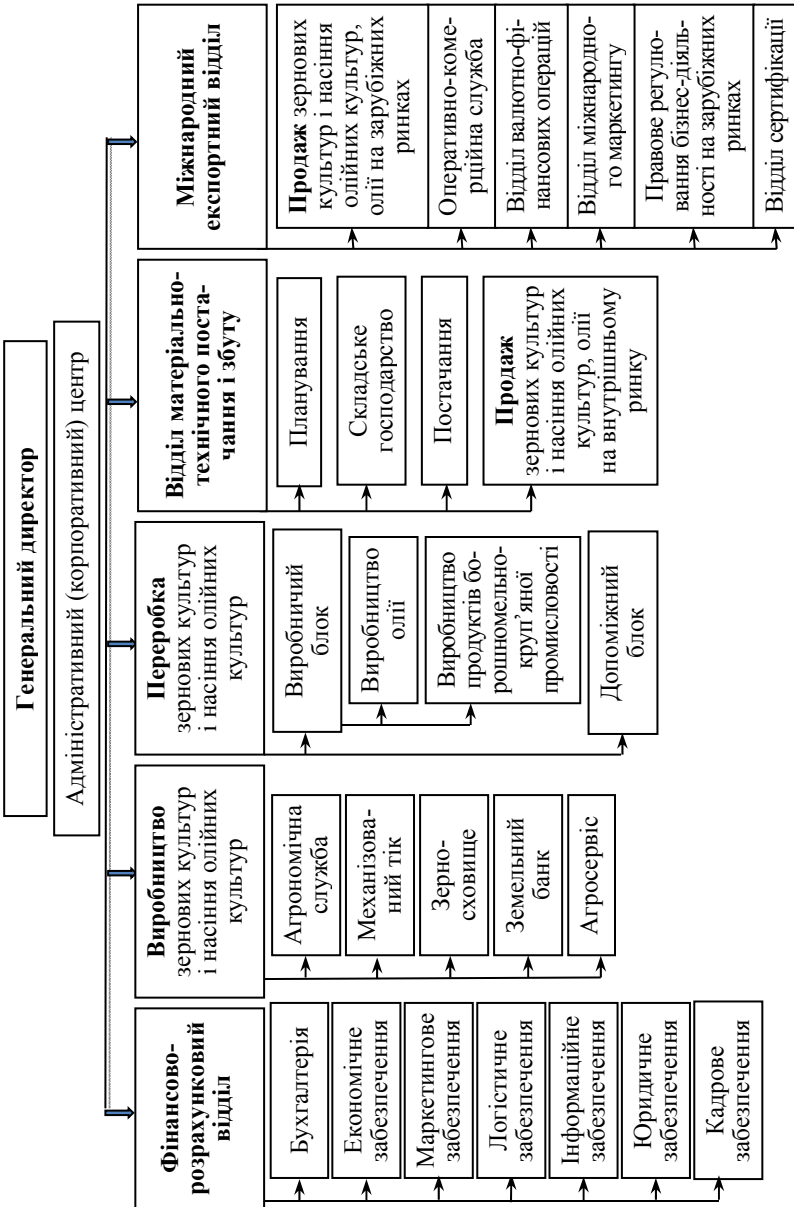 Генеральний директор
Адміністративний (корпоративний) центр
Фінансово-
розрахунковий
відділ
Бухгалтерія
Економічне
забезпечення
Маркетингове
забезпечення
Логістичне
забезпечення
Інформаційне
забезпечення
Юридичне
забезпечення
Кадрове
забезпечення
Виробництво
зернових культур
і насіння олійних
культур
Агрономічна
служба
Механізова-
ний тік
Зерно-
сховище
Земельний
банк
Агросервіс
Переробка
зернових культур
і насіння олійних
культур
Виробничий
блок
Виробництво
олії
Виробництво
продуктів бо-
рошномельно-
круп’яної
промисловості
Допоміжний
блок
Відділ матеріально-
технічного поста-
чання і збуту
Планування
Складське
господарство
Постачання
Продаж
зернових культур
і насіння олійних
культур, олії
на внутрішньому
ринку
Міжнародний
експортний відділ
Продаж зернових
культур і насіння
олійних культур,
олії на зарубіжних
ринках
Оперативно-коме-
рційна служба
Відділ валютно-фі-
нансових операцій
Відділ міжнародно-
го маркетингу
Правове регулю-
вання бізнес-діяль-
ності на зарубіжних
ринках
Відділ сертифікації